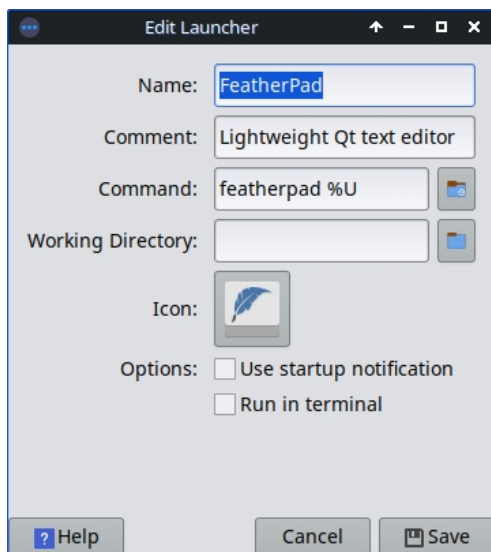 Edit Launcher
Name: FeatherPad
Comment: Lightweight Qt text editor
Command: featherpad %U
Working Directory:
Icon:
Options: Use startup notification
Run in terminal
? Help Cancel Save